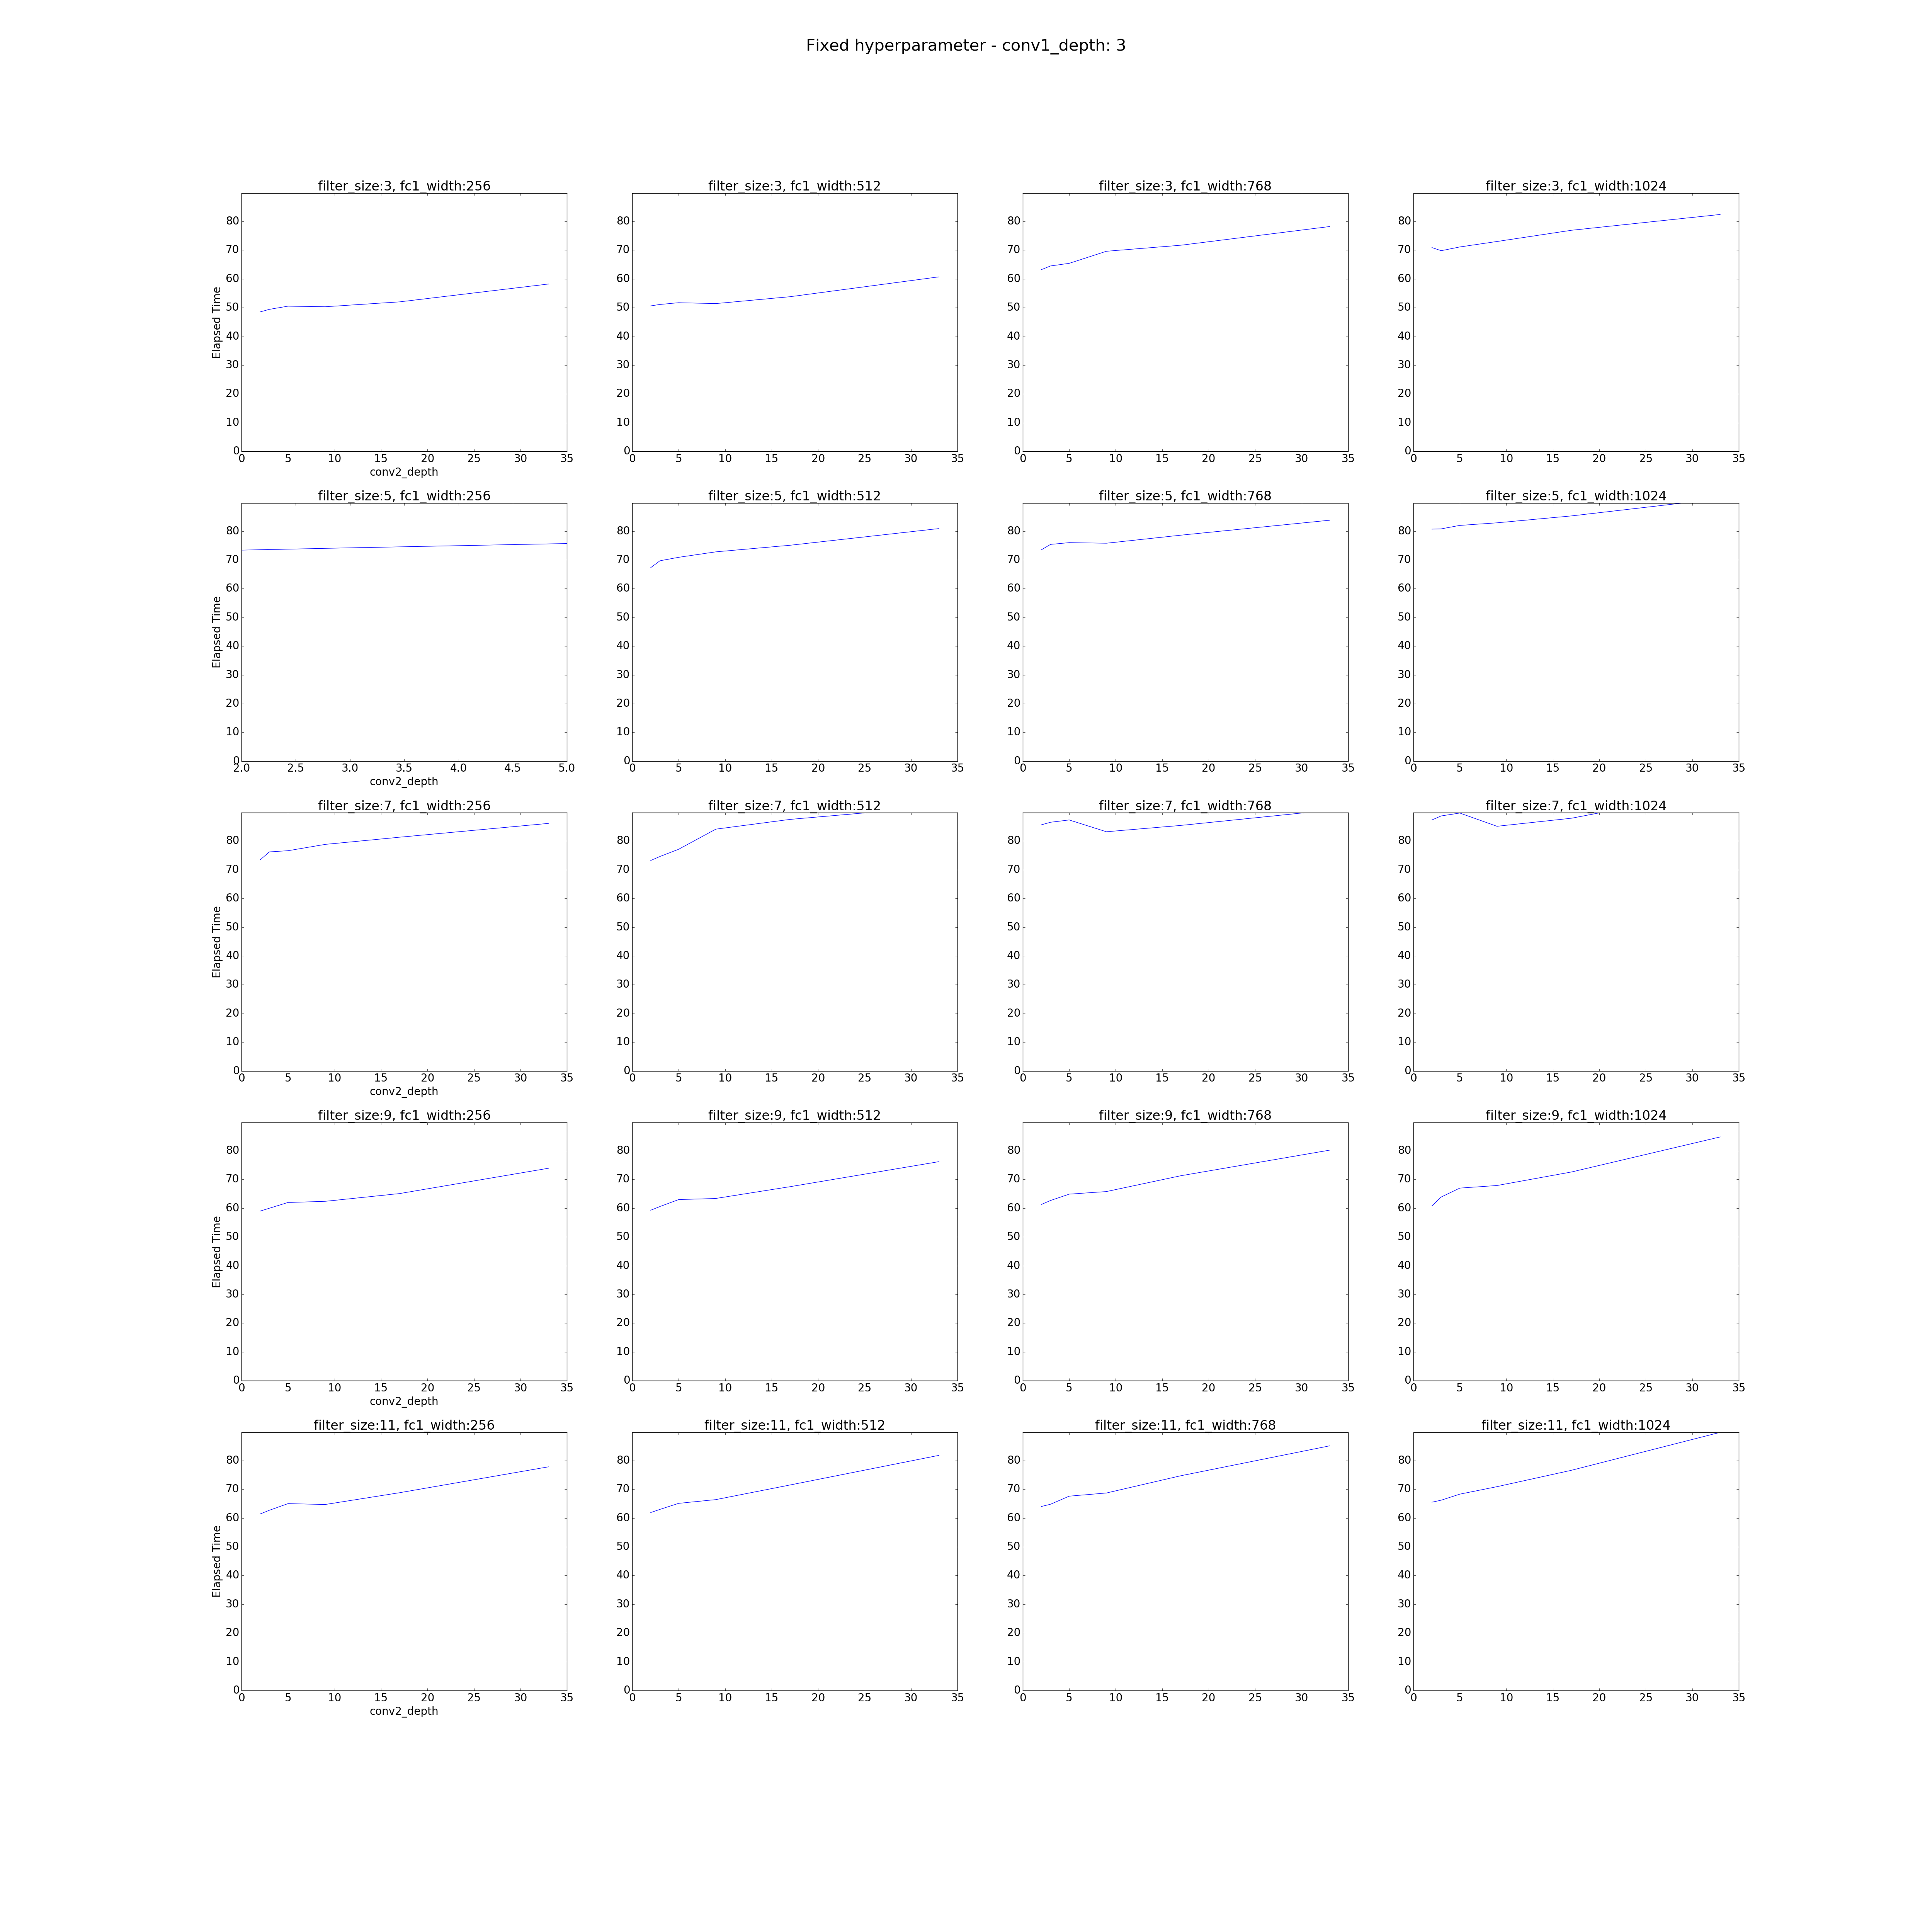 Fixed hyperparameter - conv1_depth: 3
filter_size:3, fc1_width:256 filter_size:3, fc1_width:512 filter_size:3, fc1_width:768 filter_size:3, fc1_width:1024
80 80 80 80
70 70 70 70
60 60 60 60
50 50 50 50
Elapsed Time
40 40 40 40
30 30 30 30
20 20 20 20
10 10 10 10
0 0 0 0
0 5 10 15 20 25 30 35 0 5 10 15 20 25 30 35 0 5 10 15 20 25 30 35 0 5 10 15 20 25 30 35
conv2_depth
filter_size:5, fc1_width:256 filter_size:5, fc1_width:512 filter_size:5, fc1_width:768 filter_size:5, fc1_width:1024
80 80 80 80
70 70 70 70
60 60 60 60
50 50 50 50
Elapsed Time
40 40 40 40
30 30 30 30
20 20 20 20
10 10 10 10
0 0 0 0
2.0 2.5 3.0 3.5 4.0 4.5 5.0 0 5 10 15 20 25 30 35 0 5 10 15 20 25 30 35 0 5 10 15 20 25 30 35
conv2_depth
filter_size:7, fc1_width:256 filter_size:7, fc1_width:512 filter_size:7, fc1_width:768 filter_size:7, fc1_width:1024
80 80 80 80
70 70 70 70
60 60 60 60
50 50 50 50
Elapsed Time
40 40 40 40
30 30 30 30
20 20 20 20
10 10 10 10
0 0 0 0
0 5 10 15 20 25 30 35 0 5 10 15 20 25 30 35 0 5 10 15 20 25 30 35 0 5 10 15 20 25 30 35
conv2_depth
filter_size:9, fc1_width:256 filter_size:9, fc1_width:512 filter_size:9, fc1_width:768 filter_size:9, fc1_width:1024
80 80 80 80
70 70 70 70
60 60 60 60
50 50 50 50
Elapsed Time
40 40 40 40
30 30 30 30
20 20 20 20
10 10 10 10
0 0 0 0
0 5 10 15 20 25 30 35 0 5 10 15 20 25 30 35 0 5 10 15 20 25 30 35 0 5 10 15 20 25 30 35
conv2_depth
filter_size:11, fc1_width:256 filter_size:11, fc1_width:512 filter_size:11, fc1_width:768 filter_size:11, fc1_width:1024
80 80 80 80
70 70 70 70
60 60 60 60
50 50 50 50
Elapsed Time
40 40 40 40
30 30 30 30
20 20 20 20
10 10 10 10
0 0 0 0
0 5 10 15 20 25 30 35 0 5 10 15 20 25 30 35 0 5 10 15 20 25 30 35 0 5 10 15 20 25 30 35
conv2_depth